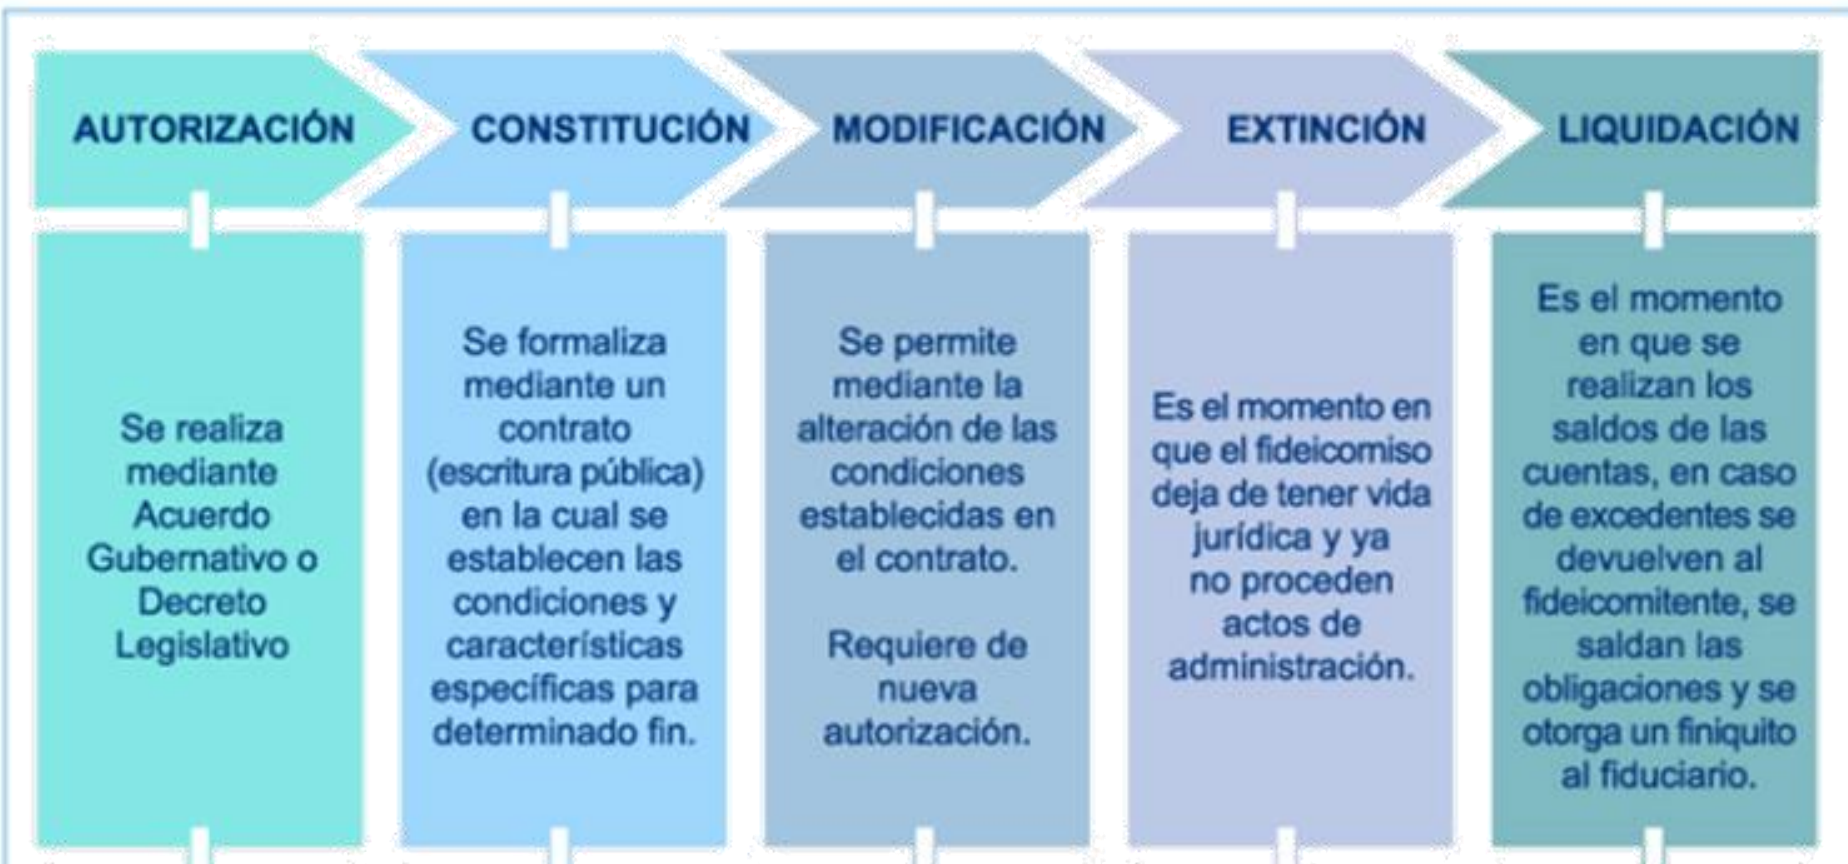 AUTORIZACIÓN
CONSTITUCIÓN
MODIFICACIÓN
EXTINCIÓN
LIQUIDACIÓN
Se realiza
mediante
Acuerdo
Gubernativo o
Decreto
Legislativo
Se formaliza
mediante un
contrato
(escritura pública)
en la cual se
establecen las
condiciones y
características
específicas para
determinado fin.
Se permite
mediante la
alteración de las
condiciones
establecidas en
el contrato.
Requiere de
nueva
autorización.
Es el momento en
que el fideicomiso
deja de tener vida
jurídica y ya
no proceden
actos de
administración.
Es el momento
en que se
realizan los
saldos de las
cuentas, en caso
de excedentes se
devuelven al
fideicomitente, se
saldan las
obligaciones y se
otorga un finiquito
al fiduciario.